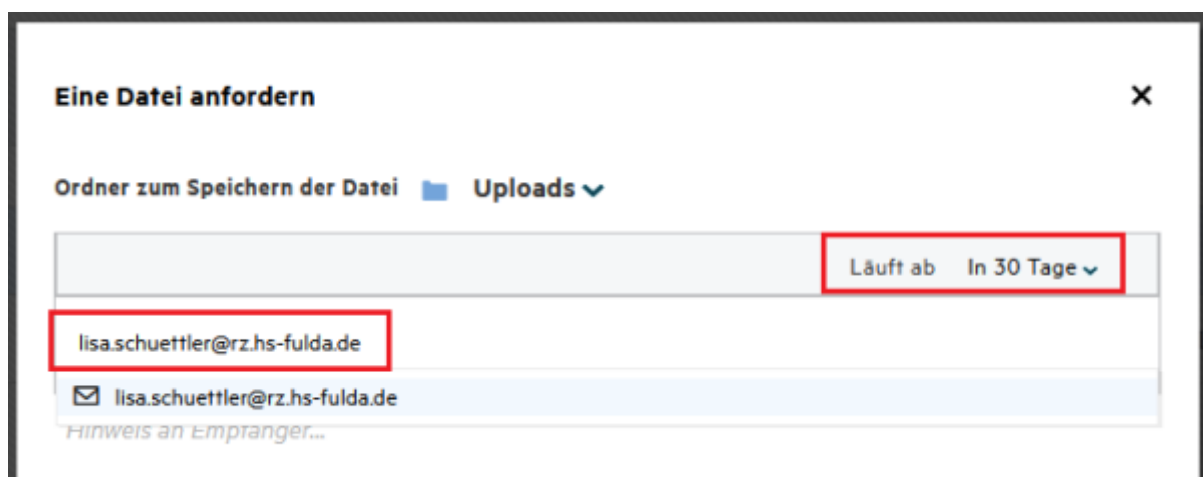 Eine Datei anfordern
Ordner zum Speichern der Datei Uploads
Läuft ab In 30 Tage
lisa.schuettler@rz.hs-fulda.de
lisa.schuettler@rz.hs-fulda.de
Hinweis an Empfänger...